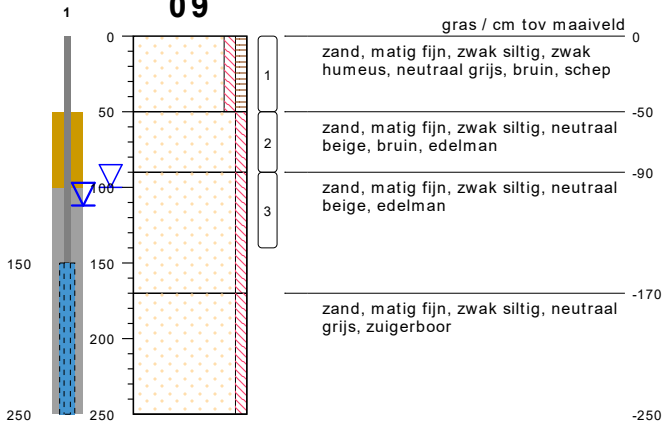 09
1
gras / cm tov maaiveld
0
0
zand, matig fijn, zwak siltig, zwak
humeus, neutraal grijs, bruin, schep
1
50
-50
zand, matig fijn, zwak siltig, neutraal
beige, bruin, edelman
2
-90
100
zand, matig fijn, zwak siltig, neutraal
beige, edelman
3
150
150
-170
zand, matig fijn, zwak siltig, neutraal
grijs, zuigerboor
200
250
250
-250